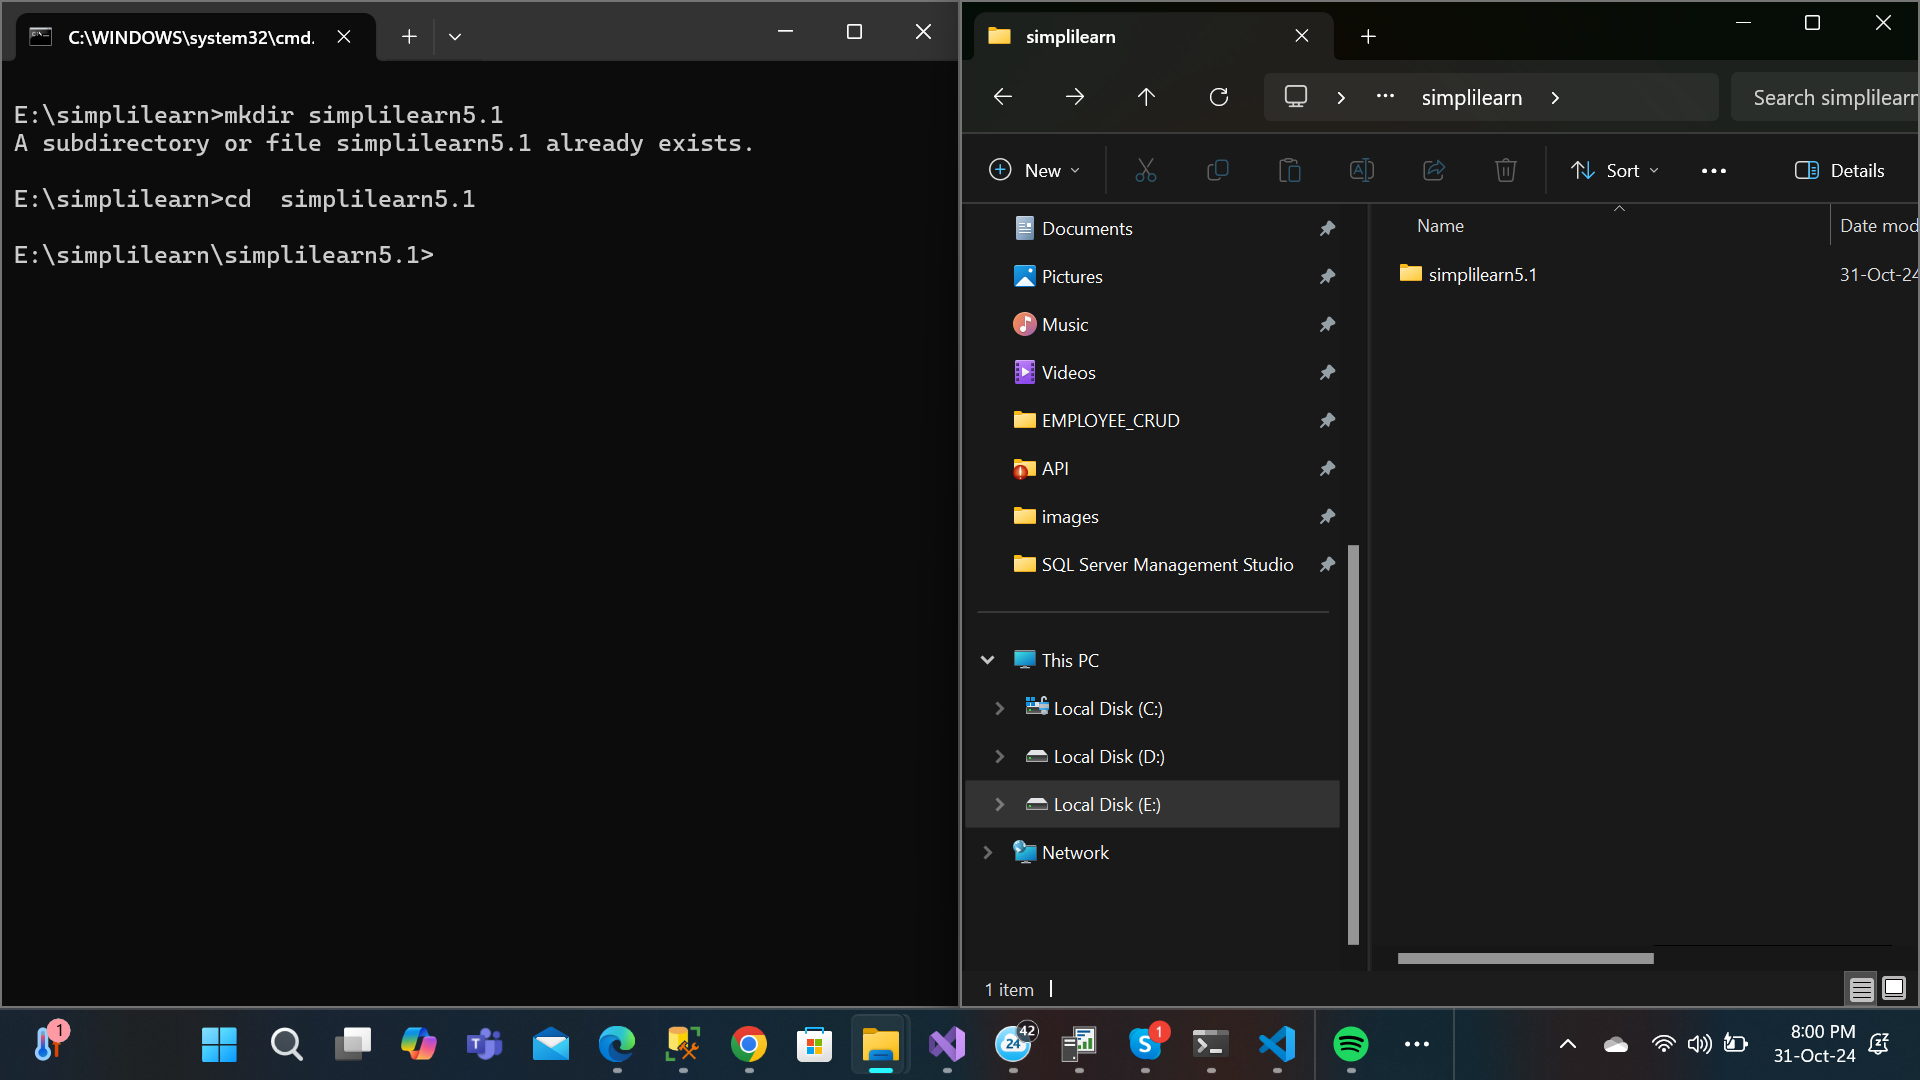 C:\WINDOWS\system32\cmd.
E:\simplilearn>mkdir simplilearn5.1
A subdirectory or file simplilearn5.1 already exists.
E:\simplilearn>cd  simplilearn5.1
E:\simplilearn\simplilearn5.1>
simplilearn
simplilearn
Search simplilearn
New
Sort
Details
Name
Date mod
simplilearn5.1
31-Oct-24
Documents
Pictures
Music
Videos
EMPLOYEE_CRUD
API
images
SQL Server Management Studio
This PC
Local Disk (C:)
Local Disk (D:)
Local Disk (E:)
Network
1 item
1
42
24
1
8:00 PM
31-Oct-24